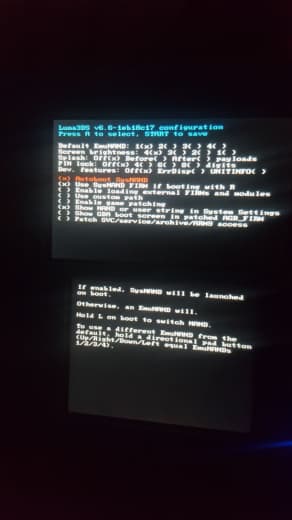 Luma3DS v6.6-1eb18c17 configuration
Press A to select, START to save
Default EmuNAND: 1(x) 2( ) 3( ) 4( )
Screen brightness: 4(x) 3( ) 2( ) 1( )
Splash: Off(x) Before( ) After( ) payloads
PIN lock: Off(x) 4( ) 6( ) 8( ) digits
Dev. features: Off(x) ErrDisp( ) UNITINFO( )
(x) Autoboot SysNAND
(x) Use SysNAND FIRM if booting with R
( ) Enable loading external FIRMs and modules
( ) Use custom path
( ) Enable game patching
(x) Show NAND or user string in System Settings
( ) Show GBA boot screen in patched AGB_FIRM
( ) Patch SVC/service/archive/ARM9 access
If enabled, SysNAND will be launched
on boot.
Otherwise, an EmuNAND will.
Hold L on boot to switch NAND.
To use a different EmuNAND from the
default, hold a directional pad button
(Up/Right/Down/Left equal EmuNANDs
1/2/3/4).